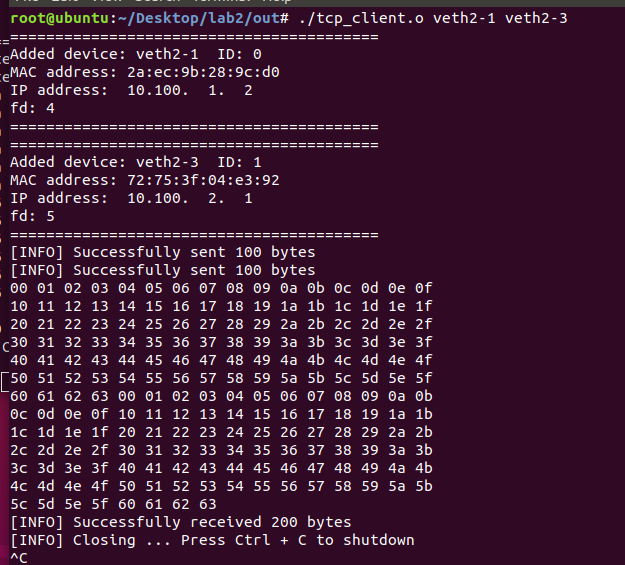 root@ubuntu:~/Desktop/lab2/out# ./tcp_client.o veth2-1 veth2-3
=========================================
Added device: veth2-1  ID: 0
MAC address: 2a:ec:9b:28:9c:d0
IP address:  10.100.  1.  2
fd: 4
=========================================
=========================================
Added device: veth2-3  ID: 1
MAC address: 72:75:3f:04:e3:92
IP address:  10.100.  2.  1
fd: 5
=========================================
[INFO] Successfully sent 100 bytes
[INFO] Successfully sent 100 bytes
00 01 02 03 04 05 06 07 08 09 0a 0b 0c 0d 0e 0f
10 11 12 13 14 15 16 17 18 19 1a 1b 1c 1d 1e 1f
20 21 22 23 24 25 26 27 28 29 2a 2b 2c 2d 2e 2f
30 31 32 33 34 35 36 37 38 39 3a 3b 3c 3d 3e 3f
40 41 42 43 44 45 46 47 48 49 4a 4b 4c 4d 4e 4f
50 51 52 53 54 55 56 57 58 59 5a 5b 5c 5d 5e 5f
60 61 62 63 00 01 02 03 04 05 06 07 08 09 0a 0b
0c 0d 0e 0f 10 11 12 13 14 15 16 17 18 19 1a 1b
1c 1d 1e 1f 20 21 22 23 24 25 26 27 28 29 2a 2b
2c 2d 2e 2f 30 31 32 33 34 35 36 37 38 39 3a 3b
3c 3d 3e 3f 40 41 42 43 44 45 46 47 48 49 4a 4b
4c 4d 4e 4f 50 51 52 53 54 55 56 57 58 59 5a 5b
5c 5d 5e 5f 60 61 62 63
[INFO] Successfully received 200 bytes
[INFO] Closing ... Press Ctrl + C to shutdown
^C